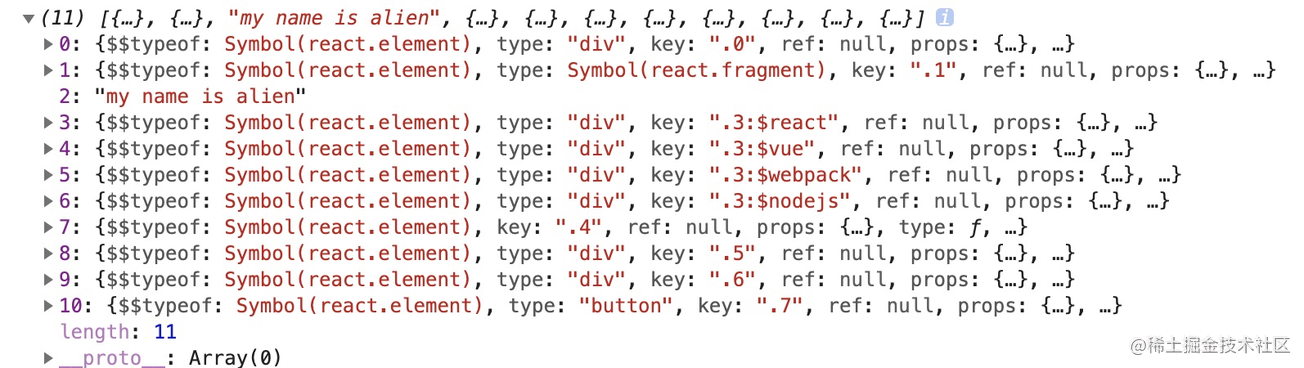 ▼(11) [{…}, {…}, "my name is alien", {…}, {…}, {…}, {…}, {…}, {…}, {…}, {…}] i
▶0: {$$typeof: Symbol(react.element), type: "div", key: ".0", ref: null, props: {…}, …}
▶1: {$$typeof: Symbol(react.element), type: Symbol(react.fragment), key: ".1", ref: null, props: {…}, …}
2: "my name is alien"
▶3: {$$typeof: Symbol(react.element), type: "div", key: ".3:$react", ref: null, props: {…}, …}
▶4: {$$typeof: Symbol(react.element), type: "div", key: ".3:$vue", ref: null, props: {…}, …}
▶5: {$$typeof: Symbol(react.element), type: "div", key: ".3:$webpack", ref: null, props: {…}, …}
▶6: {$$typeof: Symbol(react.element), type: "div", key: ".3:$nodejs", ref: null, props: {…}, …}
▶7: {$$typeof: Symbol(react.element), key: ".4", ref: null, props: {…}, type: ƒ, …}
▶8: {$$typeof: Symbol(react.element), type: "div", key: ".5", ref: null, props: {…}, …}
▶9: {$$typeof: Symbol(react.element), type: "div", key: ".6", ref: null, props: {…}, …}
▶10: {$$typeof: Symbol(react.element), type: "button", key: ".7", ref: null, props: {…}, …}
length: 11
▶__proto__: Array(0)
@稀土掘金技术社区